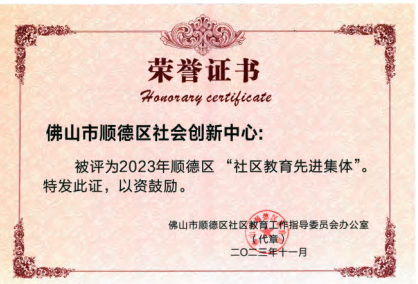 荣誉证书
Honorary certificate
佛山市顺德区社会创新中心:
被评为2023年顺德区“社区教育先进集体”。
特发此证，以资鼓励。
佛山市顺德区社区教育工作指导委员会办公室
(代章)
二〇二三年十一月